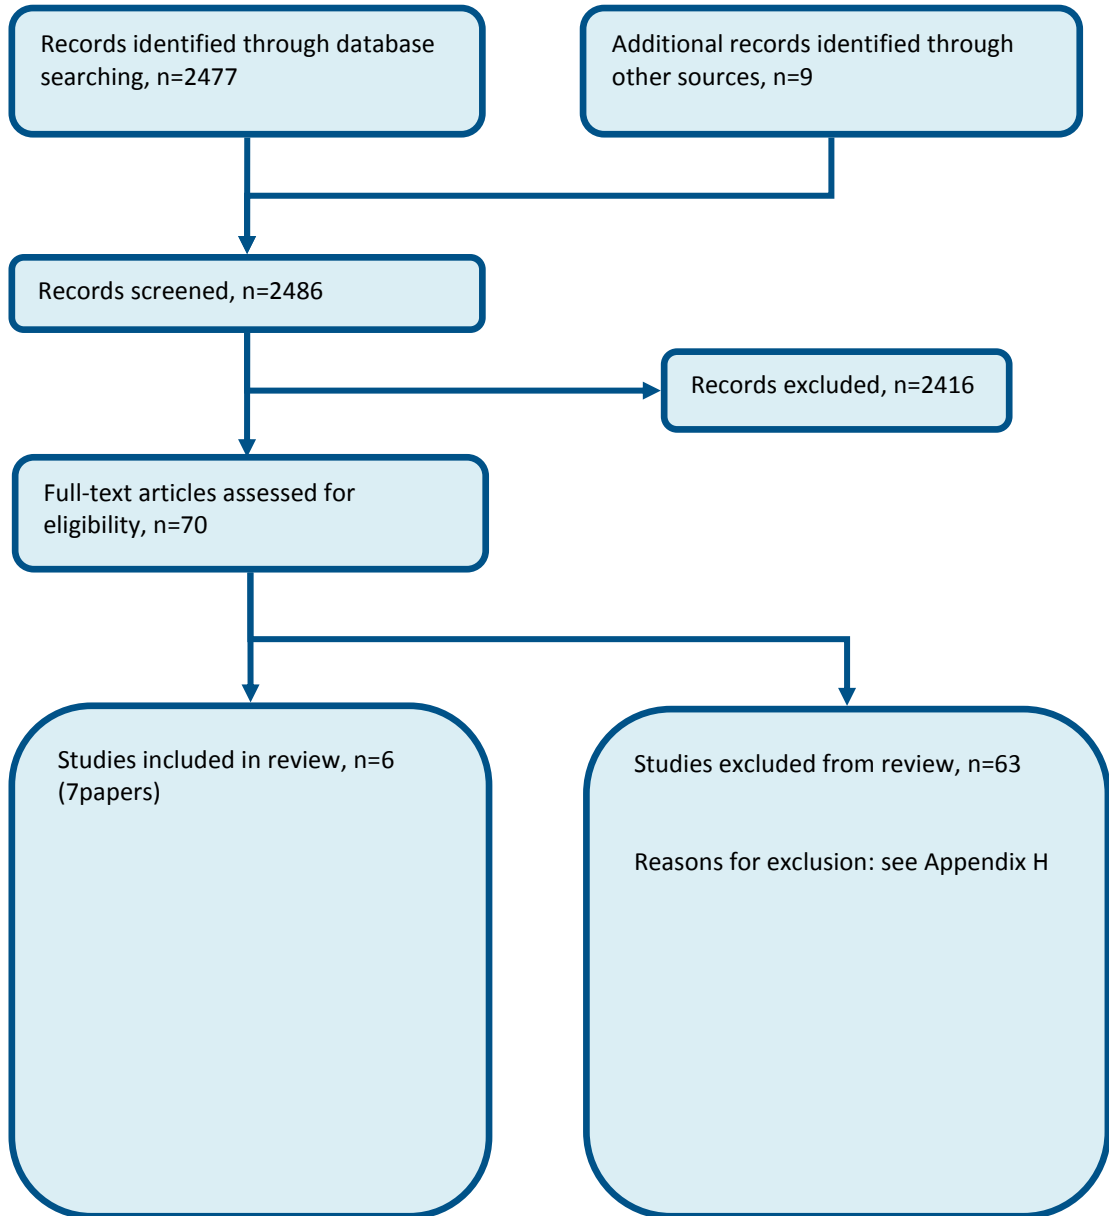 Records identified through database
searching, n=2477
Additional records identified through
other sources, n=9
Records screened, n=2486
Records excluded, n=2416
Full-text articles assessed for
eligibility, n=70
Studies included in review, n=6
(7papers)
Studies excluded from review, n=63
Reasons for exclusion: see Appendix H